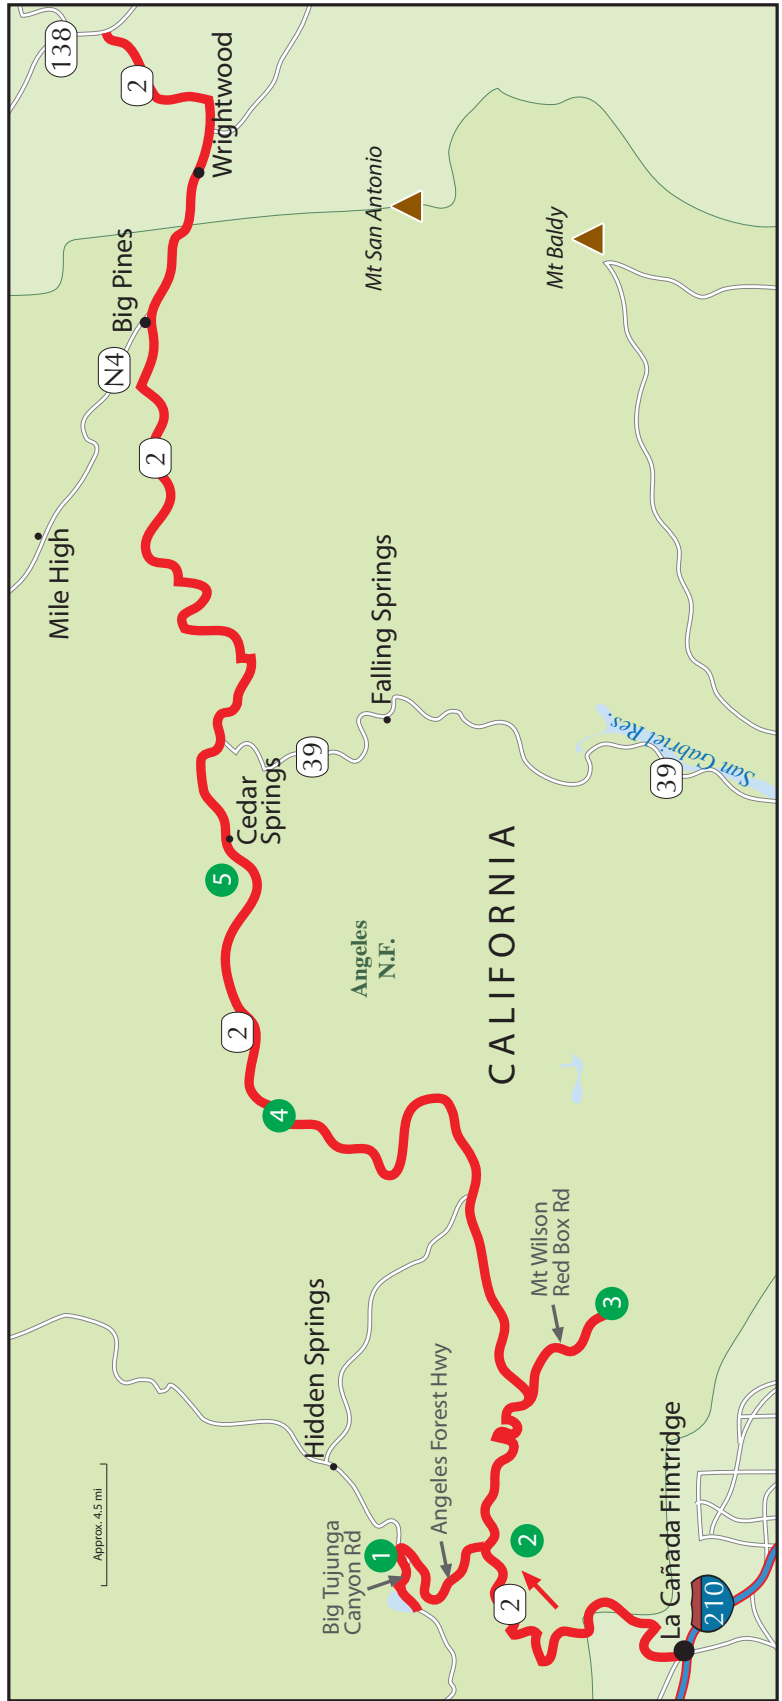 138
2
Wrightwood
Big Pines
N4
Mt San Antonio
Mt Baldy
2
Mile High
Falling Springs
39
San Gabriel Res.
39
Cedar
Springs
5
2
Angeles
N.F.
CALIFORNIA
4
Hidden Springs
Mt Wilson
Red Box Rd
3
Angeles Forest Hwy
Approx. 4.5 mi
Big Tujunga
Canyon Rd
1
2
2
La Cañada Flintridge
210